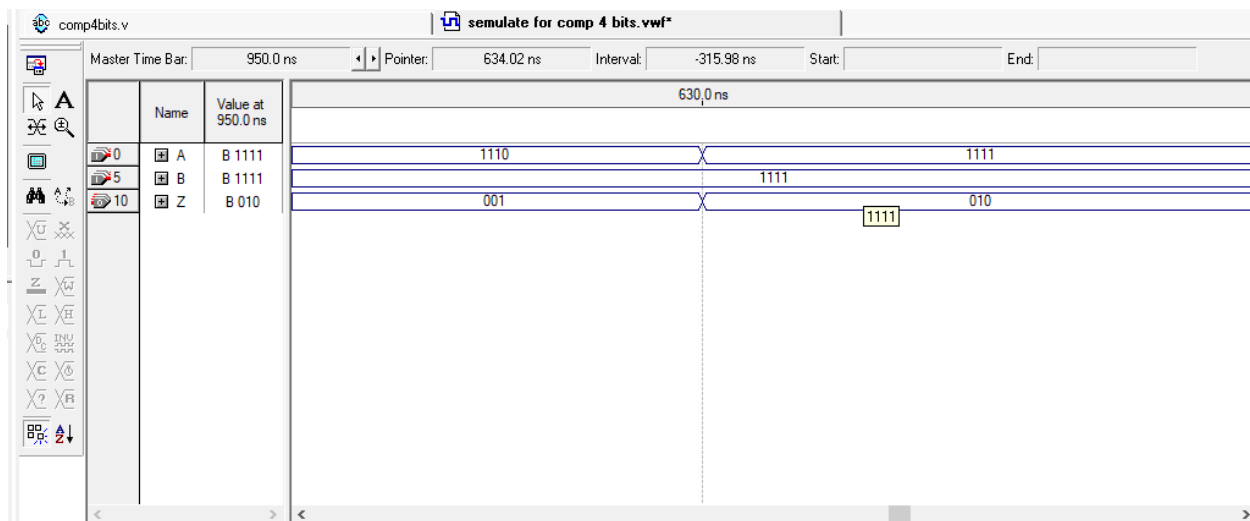 abc comp4bits.v semulate for comp 4 bits.vwf*
Master Time Bar: 950.0 ns Pointer: 634.02 ns Interval: -315.98 ns Start: End:
A
Name Value at 950.0 ns 630.0 ns
0 A B 1111 1110 1111
5 B B 1111 1111
10 Z B 010 001 010
1111